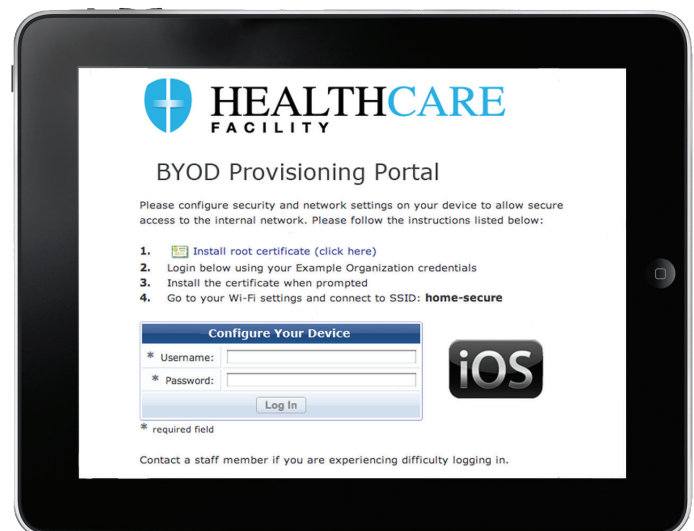 HEALTHCARE
FACILITY
BYOD Provisioning Portal
Please configure security and network settings on your device to allow secure
access to the internal network. Please follow the instructions listed below:
1. Install root certificate (click here)
2. Login below using your Example Organization credentials
3. Install the certificate when prompted
4. Go to your Wi-Fi settings and connect to SSID: home-secure
Configure Your Device
* Username:
* Password:
Log In
* required field
iOS
Contact a staff member if you are experiencing difficulty logging in.